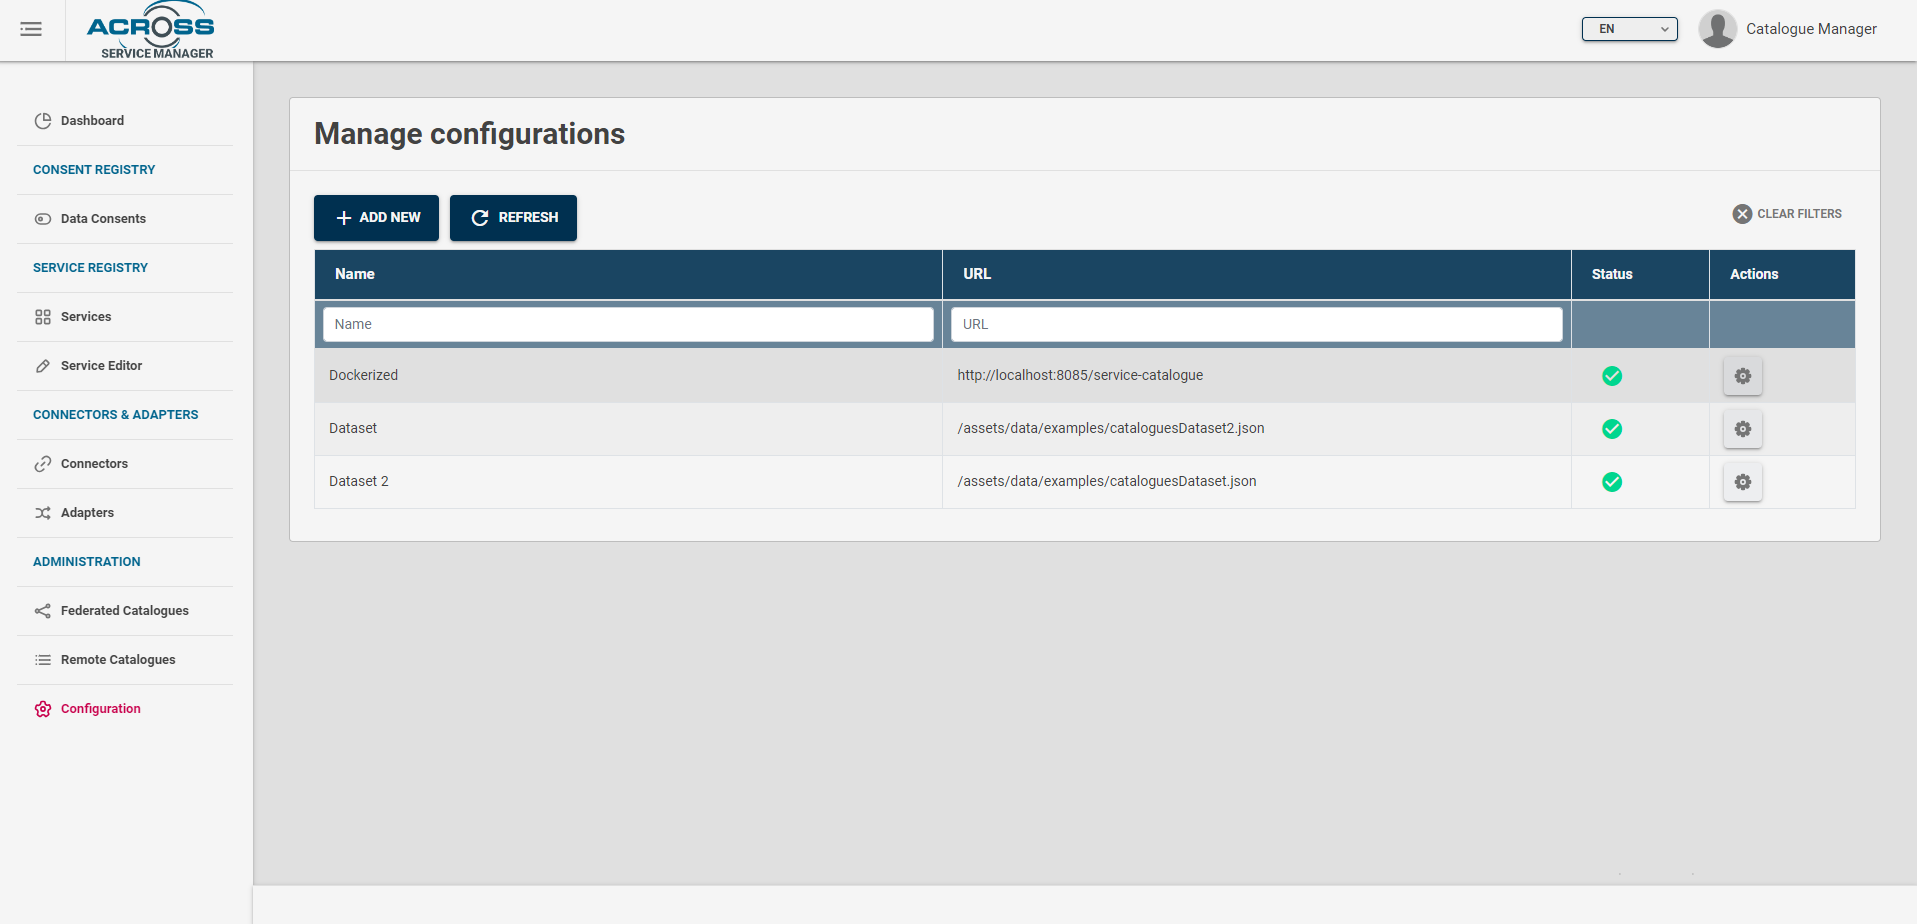 ACROSS
SERVICE MANAGER
EN
Catalogue Manager
Dashboard
CONSENT REGISTRY
Data Consents
SERVICE REGISTRY
Services
Service Editor
CONNECTORS & ADAPTERS
Connectors
Adapters
ADMINISTRATION
Federated Catalogues
Remote Catalogues
Configuration
Manage configurations
ADD NEW
REFRESH
CLEAR FILTERS
Name URL Status Actions
Name URL
Dockerized http://localhost:8085/service-catalogue
Dataset /assets/data/examples/cataloguesDataset2.json
Dataset 2 /assets/data/examples/cataloguesDataset.json